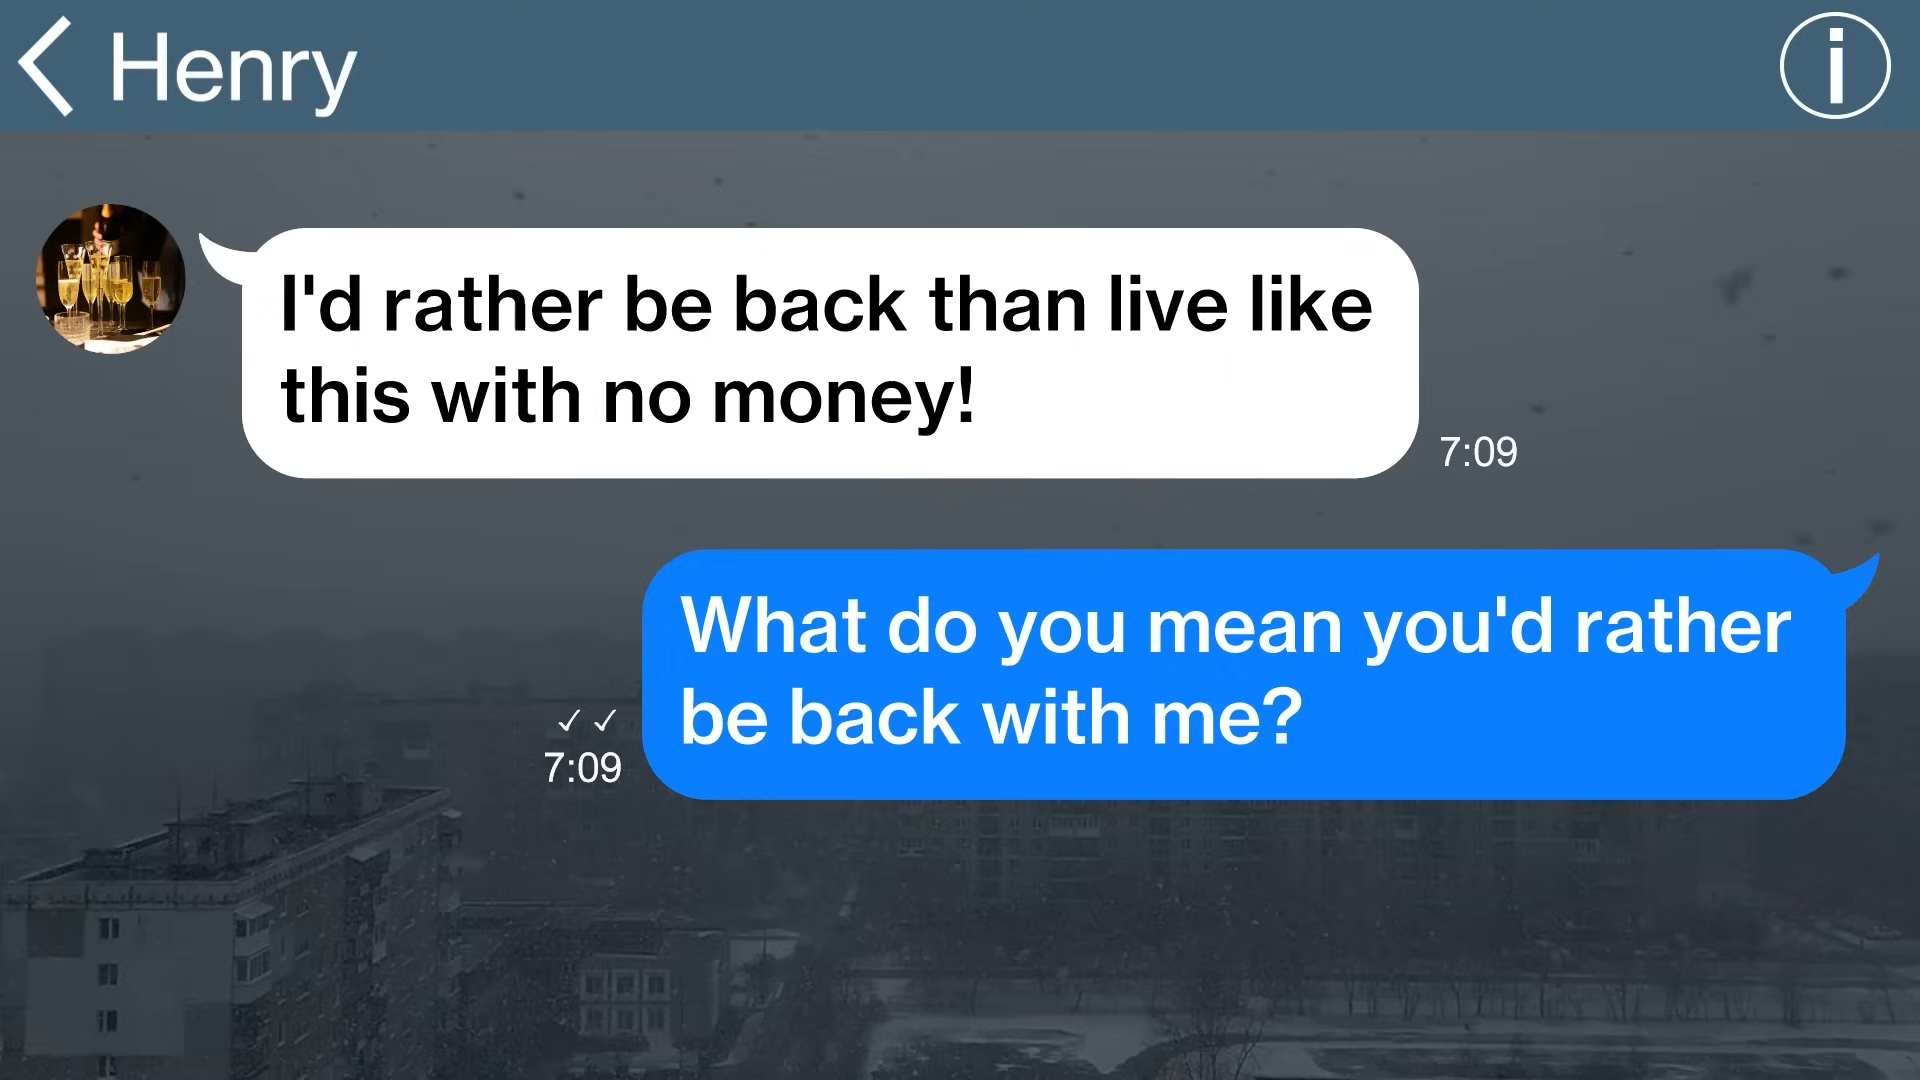 Henry
I'd rather be back than live like
this with no money!
7:09
What do you mean you'd rather
be back with me?
7:09